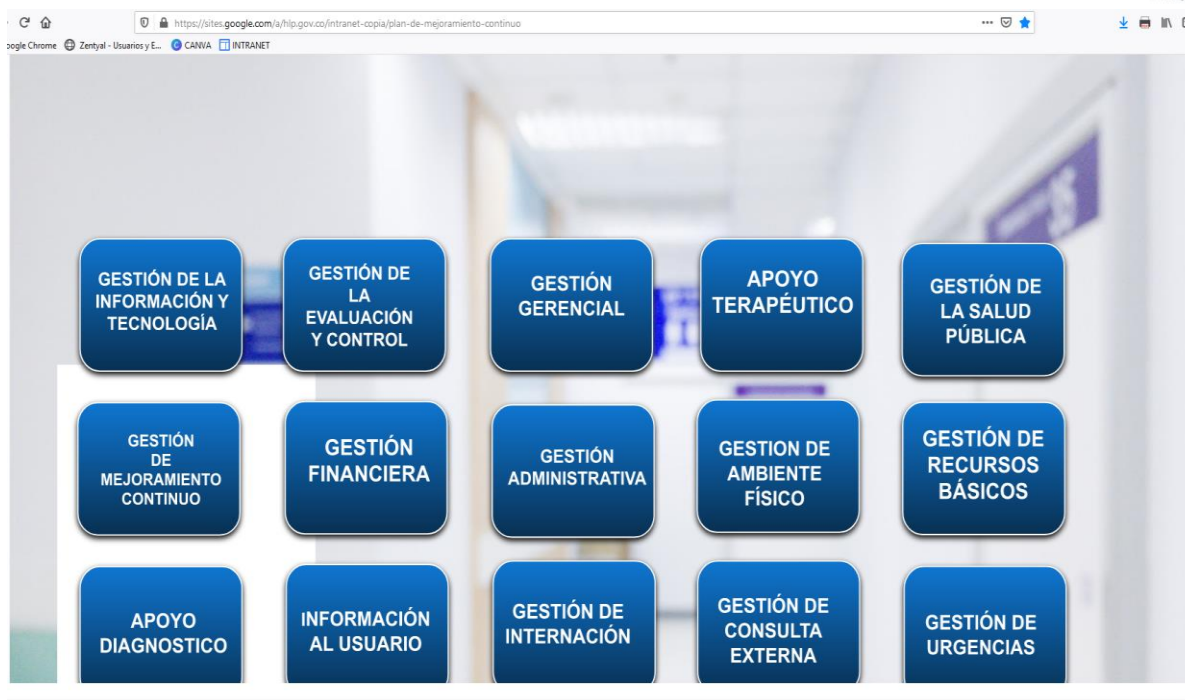 https://sites.google.com/a/hlp.gov.co/intranet-copia/plan-de-mejoramiento-continuo
oogle Chrome Zentyal - Usuarios y E... CANVA INTRANET
GESTIÓN DE LA
INFORMACIÓN Y
TECNOLOGÍA
GESTIÓN DE
LA
EVALUACIÓN
Y CONTROL
GESTIÓN
GERENCIAL
APOYO
TERAPÉUTICO
GESTIÓN DE
LA SALUD
PÚBLICA
GESTIÓN
DE
MEJORAMIENTO
CONTINUO
GESTIÓN
FINANCIERA
GESTIÓN
ADMINISTRATIVA
GESTION DE
AMBIENTE
FÍSICO
GESTIÓN DE
RECURSOS
BÁSICOS
APOYO
DIAGNOSTICO
INFORMACIÓN
AL USUARIO
GESTIÓN DE
INTERNACIÓN
GESTIÓN DE
CONSULTA
EXTERNA
GESTIÓN DE
URGENCIAS